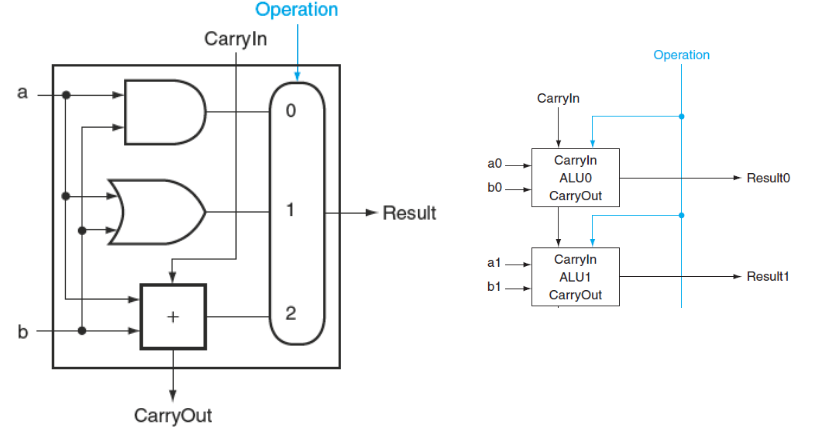 Operation
CarryIn
a
0
1
Result
2
+
b
CarryOut
Operation
CarryIn
a0
b0
CarryIn
ALU0
CarryOut
Result0
a1
b1
CarryIn
ALU1
CarryOut
Result1